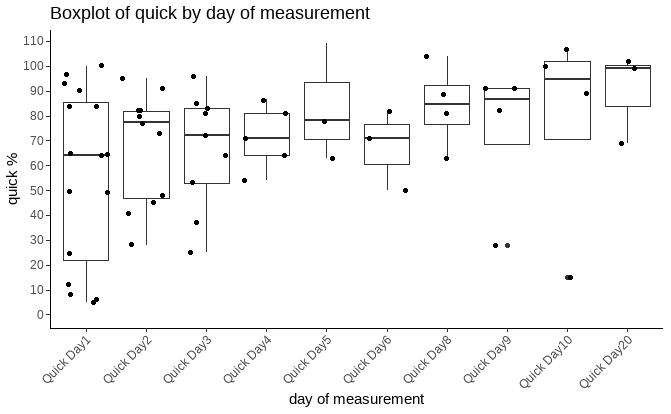 Boxplot of quick by day of measurement
quick %
110
100
90
80
70
60
50
40
30
20
10
0
Quick Day1
Quick Day2
Quick Day3
Quick Day4
Quick Day5
Quick Day6
Quick Day8
Quick Day9
Quick Day10
Quick Day20
day of measurement